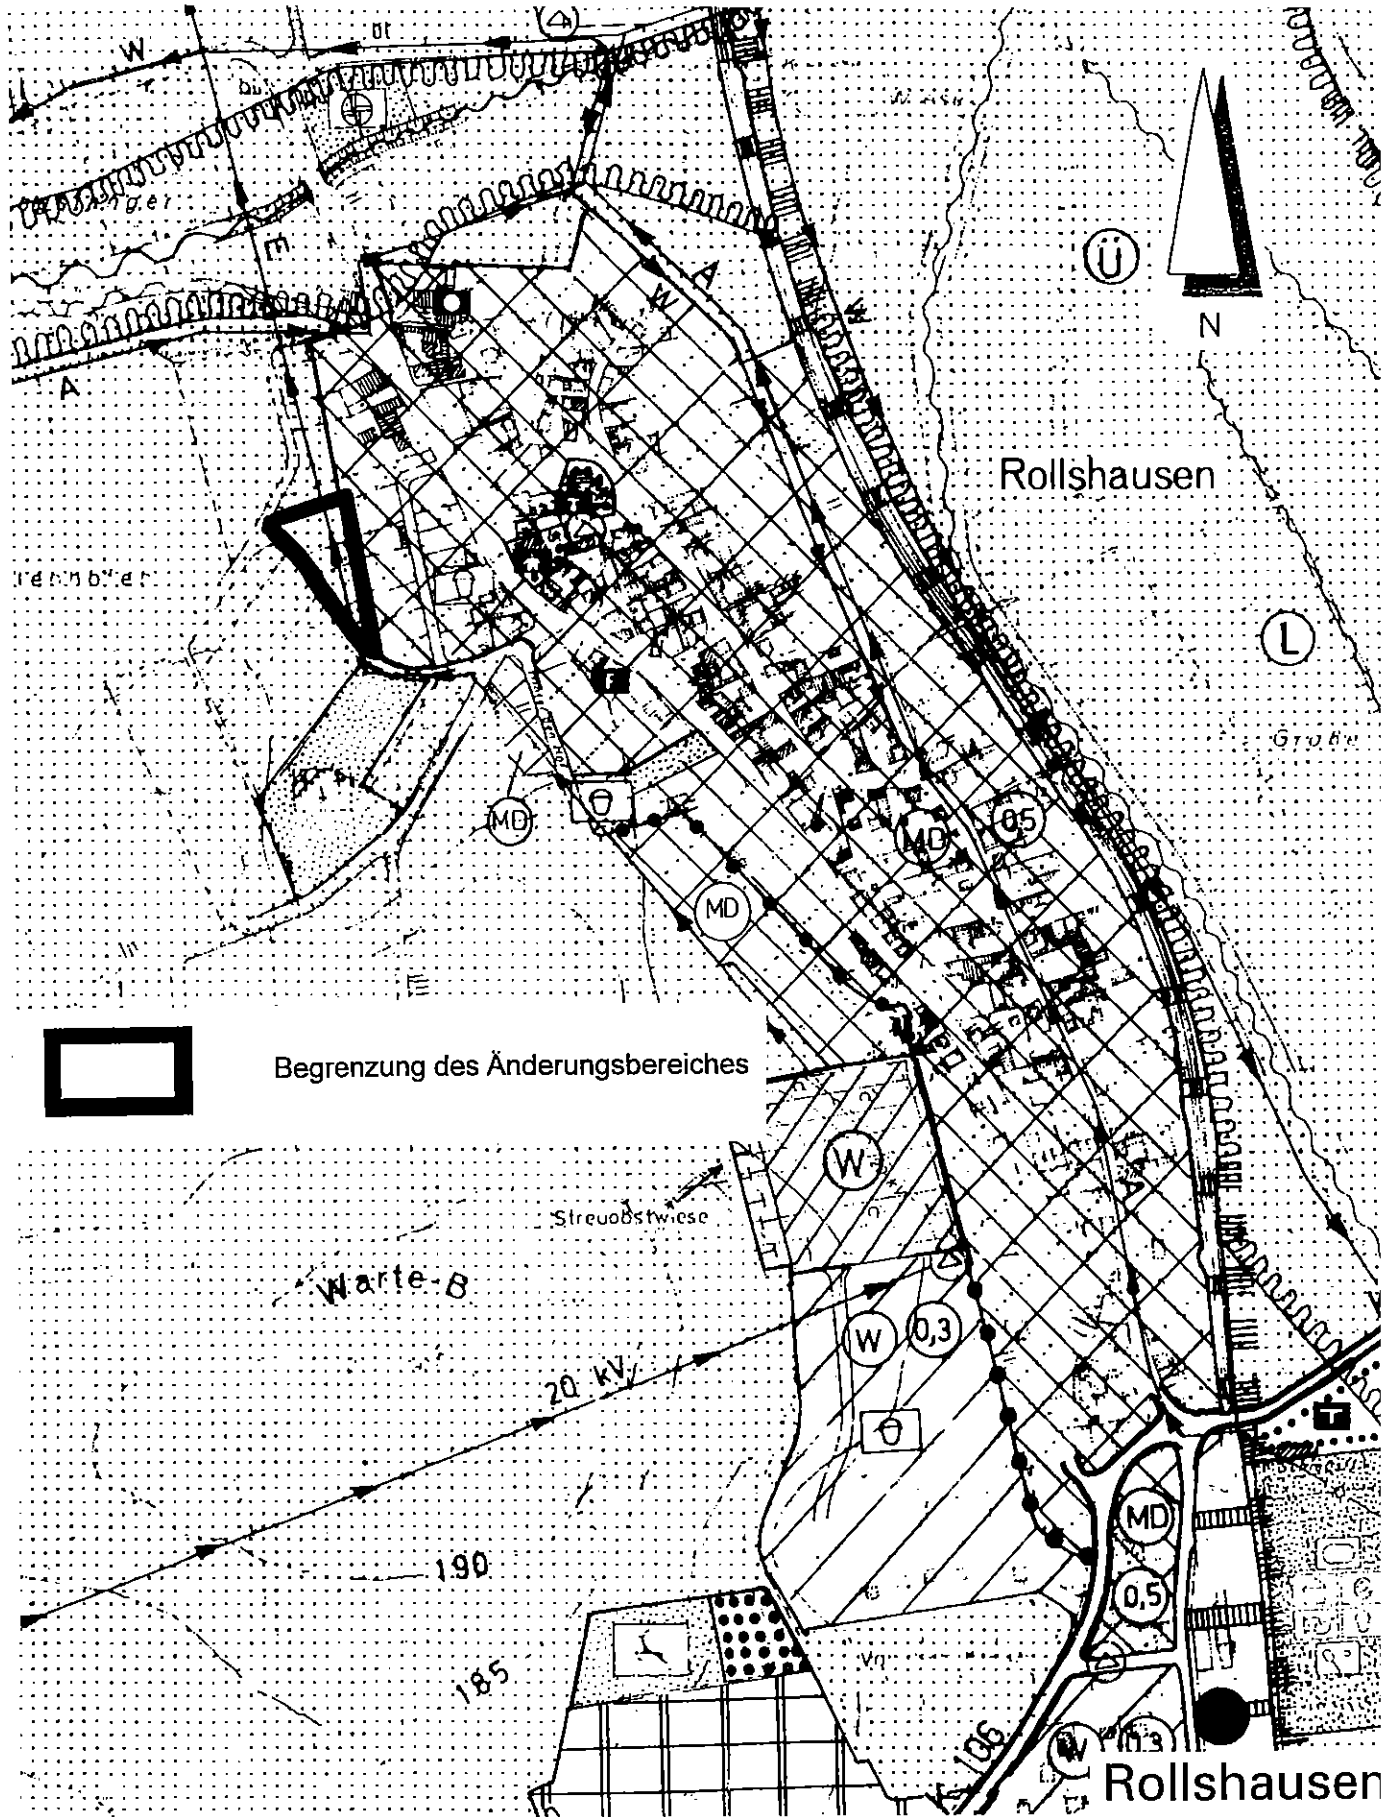 W
E
A
W
A
Ü
N
Rollshausen
L
F
MD
MD
0,5
MD
Begrenzung des Änderungsbereiches
W
A
Streuobstwiese
Warte-B
W
0,3
20 kV
T
190
MD
0,5
185
106
W
0,3
Rollshausen